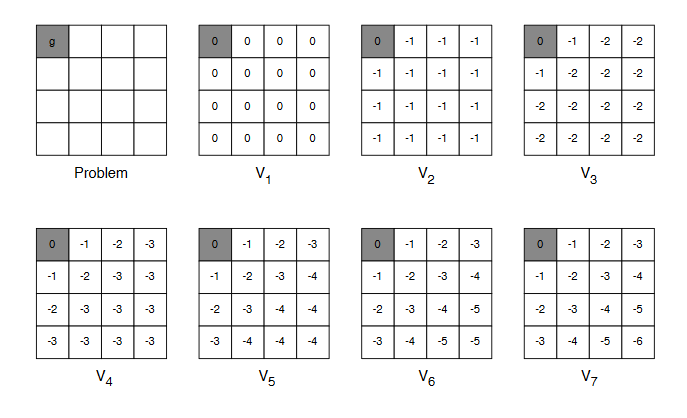 g
0 0 0 0
0 0 0 0
0 0 0 0
0 0 0 0
0 -1 -1 -1
-1 -1 -1 -1
-1 -1 -1 -1
-1 -1 -1 -1
0 -1 -2 -2
-1 -2 -2 -2
-2 -2 -2 -2
-2 -2 -2 -2
Problem
V1
V2
V3
0 -1 -2 -3
-1 -2 -3 -3
-2 -3 -3 -3
-3 -3 -3 -3
0 -1 -2 -3
-1 -2 -3 -4
-2 -3 -4 -4
-3 -4 -4 -4
0 -1 -2 -3
-1 -2 -3 -4
-2 -3 -4 -5
-3 -4 -5 -5
0 -1 -2 -3
-1 -2 -3 -4
-2 -3 -4 -5
-3 -4 -5 -6
V4
V5
V6
V7